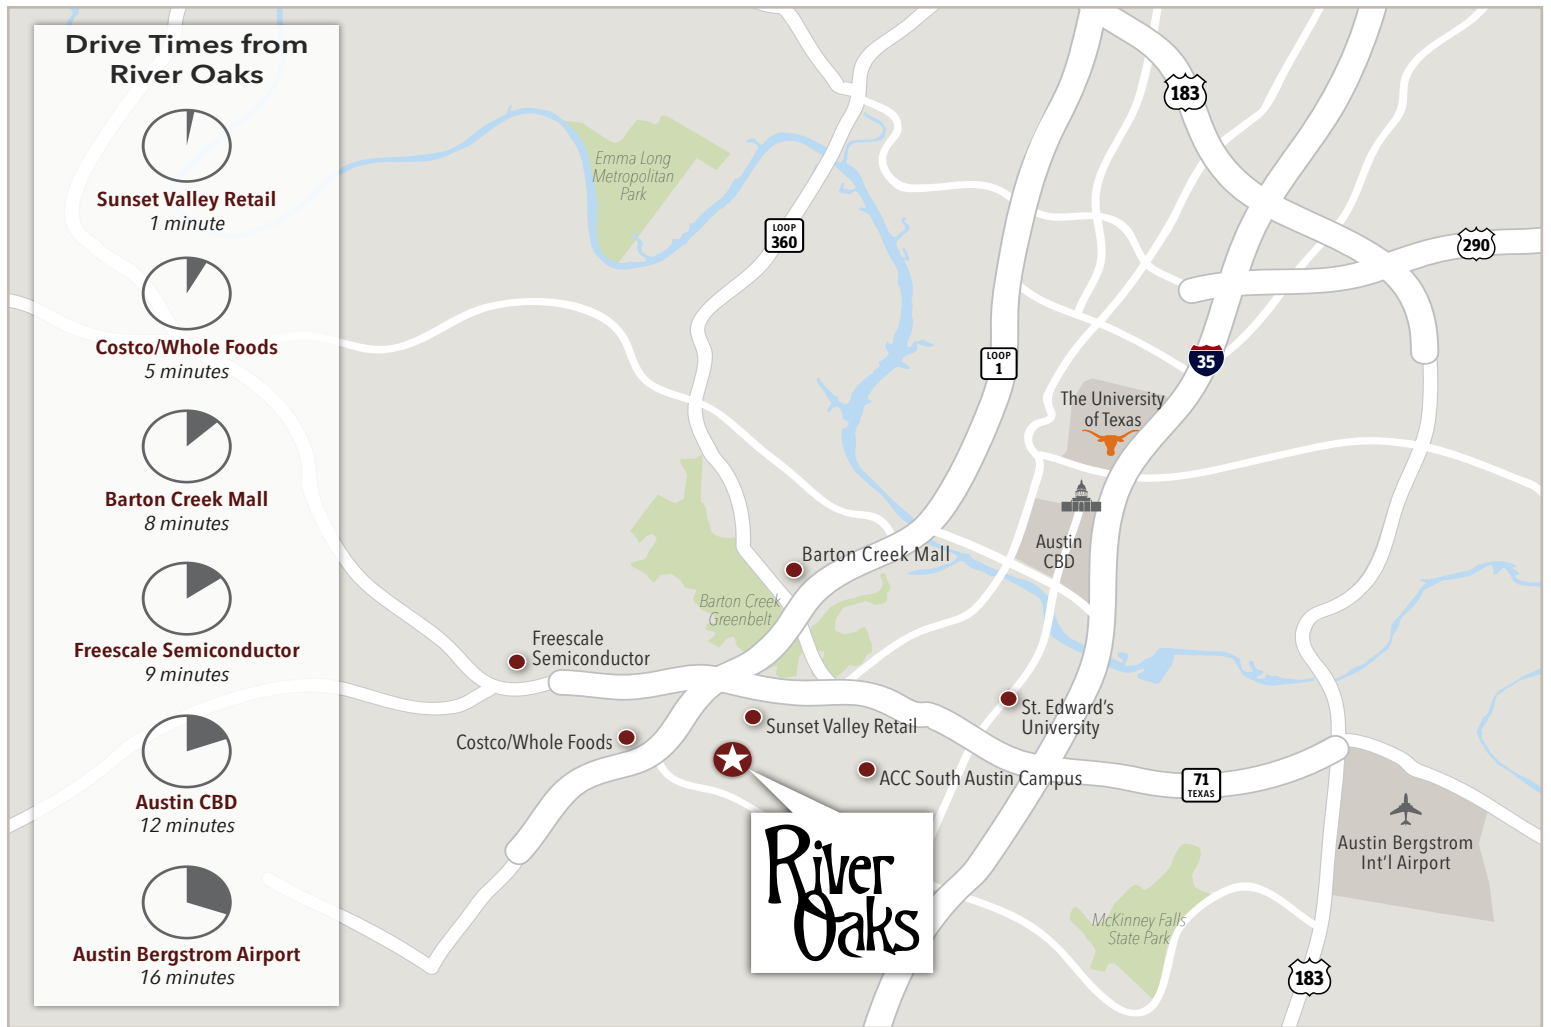 Drive Times from
River Oaks
Sunset Valley Retail
1 minute
Costco/Whole Foods
5 minutes
Barton Creek Mall
8 minutes
Freescale Semiconductor
9 minutes
Austin CBD
12 minutes
Austin Bergstrom Airport
16 minutes
183
Emma Long
Metropolitan
Park
LOOP
360
290
LOOP
1
35
The University
of Texas
Austin
CBD
Barton Creek Mall
Barton Creek
Greenbelt
Freescale
Semiconductor
St. Edward's
University
Sunset Valley Retail
Costco/Whole Foods
ACC South Austin Campus
71
TEXAS
River
Oaks
Austin Bergstrom
Int'l Airport
McKinney Falls
State Park
183